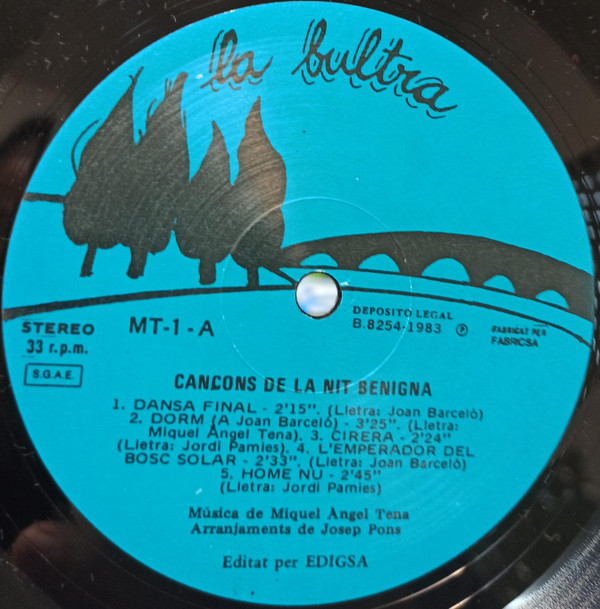 la bultra
STEREO
33 r.p.m.
S.G.A.E.
MT-1-A
DEPOSITO LEGAL
B.8254-1983 Ⓟ
FABRICAT PER
FABRICSA
CANCONS DE LA NIT BENIGNA
1. DANSA FINAL - 2'15". (Lletra: Joan Barceló)
2. DORM (A Joan Barceló) - 3'25". (Lletra:
Miquel Àngel Tena). 3. CIRERA - 2'24"
(Lletra: Jordi Pamies). 4. L'EMPERADOR DEL
BOSC SOLAR - 2'33". (Lletra: Joan Barceló)
5. HOME NU - 2'45"
(Lletra: Jordi Pamies)
Música de Miquel Àngel Tena
Arranjaments de Josep Pons
Editat per EDIGSA